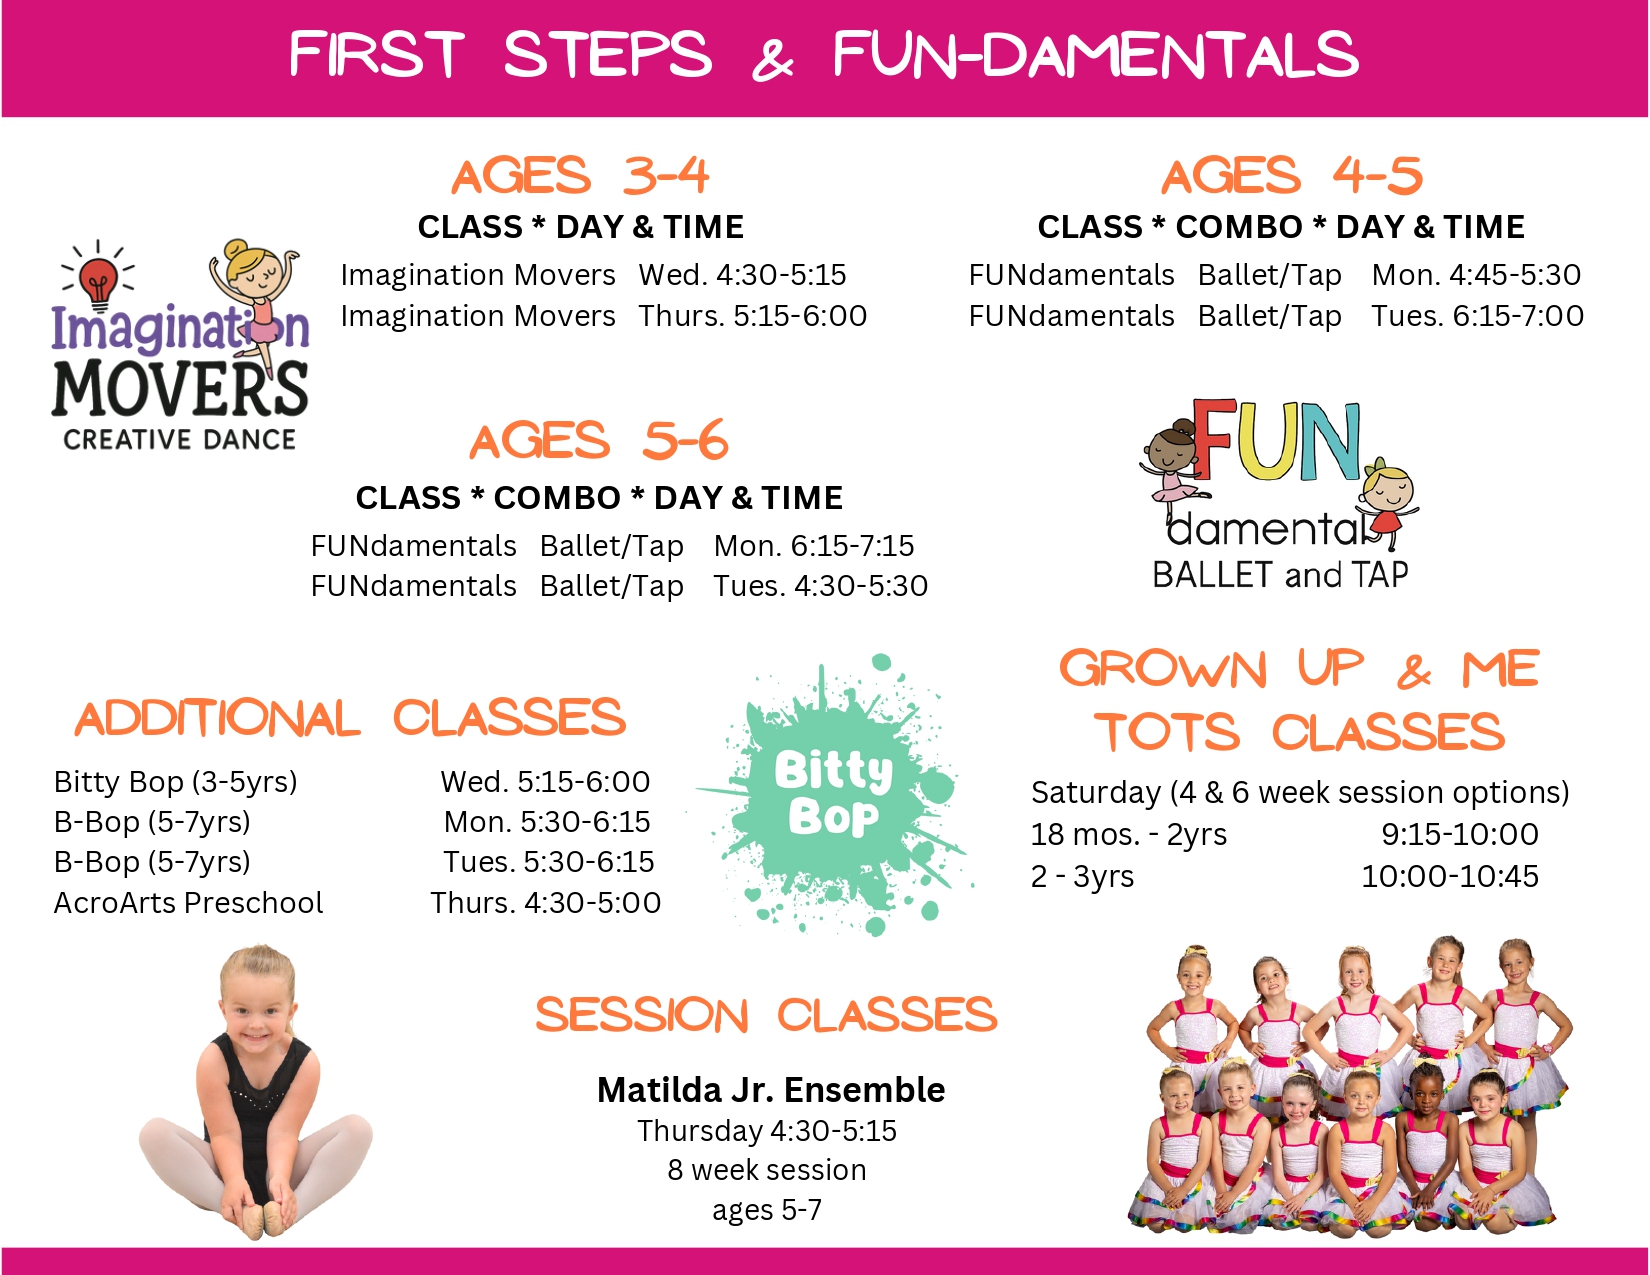 FIRST STEPS & FUN-DAMENTALS
AGES 3-4
CLASS * DAY & TIME
Imagination Movers Wed. 4:30-5:15
Imagination Movers Thurs. 5:15-6:00
AGES 4-5
CLASS * COMBO * DAY & TIME
FUNdamentals Ballet/Tap Mon. 4:45-5:30
FUNdamentals Ballet/Tap Tues. 6:15-7:00
Imagination
MOVERS
CREATIVE DANCE
AGES 5-6
CLASS * COMBO * DAY & TIME
FUNdamentals Ballet/Tap Mon. 6:15-7:15
FUNdamentals Ballet/Tap Tues. 4:30-5:30
FUN
damental
BALLET and TAP
ADDITIONAL CLASSES
Bitty Bop (3-5yrs) Wed. 5:15-6:00
B-Bop (5-7yrs) Mon. 5:30-6:15
B-Bop (5-7yrs) Tues. 5:30-6:15
AcroArts Preschool Thurs. 4:30-5:00
Bitty
Bop
GROWN UP & ME
TOTS CLASSES
Saturday (4 & 6 week session options)
18 mos. - 2yrs 9:15-10:00
2 - 3yrs 10:00-10:45
SESSION CLASSES
Matilda Jr. Ensemble
Thursday 4:30-5:15
8 week session
ages 5-7